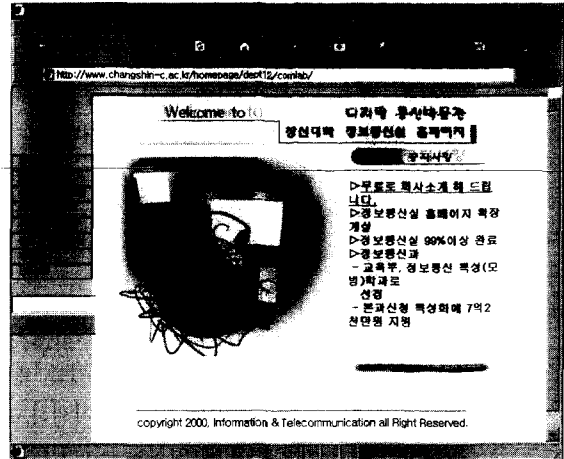 http://www.changshin-c.ac.kr/homepage/dept12/comlab/
Welcome to
창신대학 정보통신실 홈페이지
공지사항
▷무료로 회사소개 해 드립
니다.
▷정보통신실 홈페이지 확장
개설
▷정보통신실 99%이상 완료
▷정보통신과
- 교육부, 정보통신 특성(모
범)학과로
선정
- 본과신청 특성화에 7억2
천만원 지원
copyright 2000, Information & Telecommunication all Right Reserved.